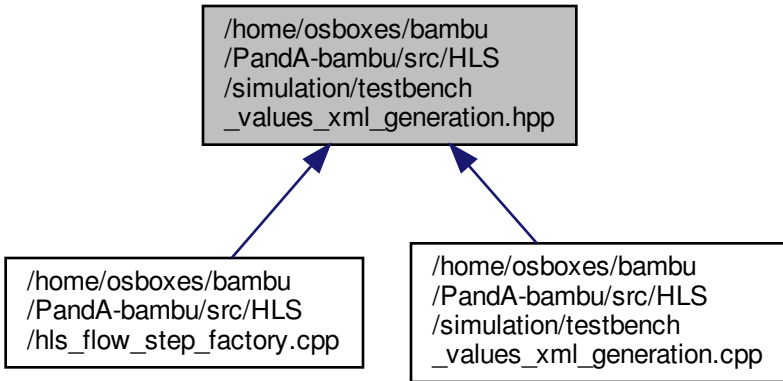 /home/osboxes/bambu
/PandA-bambu/src/HLS
/simulation/testbench
_values_xml_generation.hpp
/home/osboxes/bambu
/PandA-bambu/src/HLS
/hls_flow_step_factory.cpp
/home/osboxes/bambu
/PandA-bambu/src/HLS
/simulation/testbench
_values_xml_generation.cpp